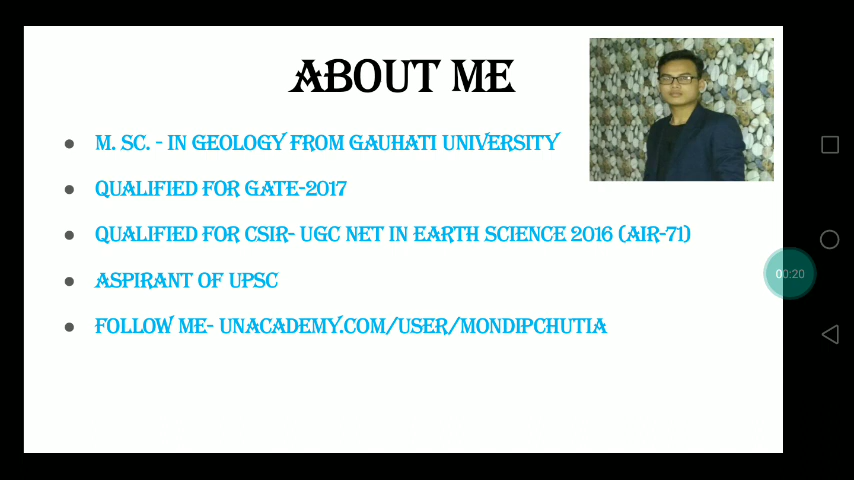 ABOUT ME
M. SC. - IN GEOLOGY FROM GAUHATI UNIVERSITY
QUALIFIED FOR GATE-2017
QUALIFIED FOR CSIR- UGC NET IN EARTH SCIENCE 2016 (AIR-71)
ASPIRANT OF UPSC
FOLLOW ME- UNACADEMY.COM/USER/MONDIPCHUTIA
00:20